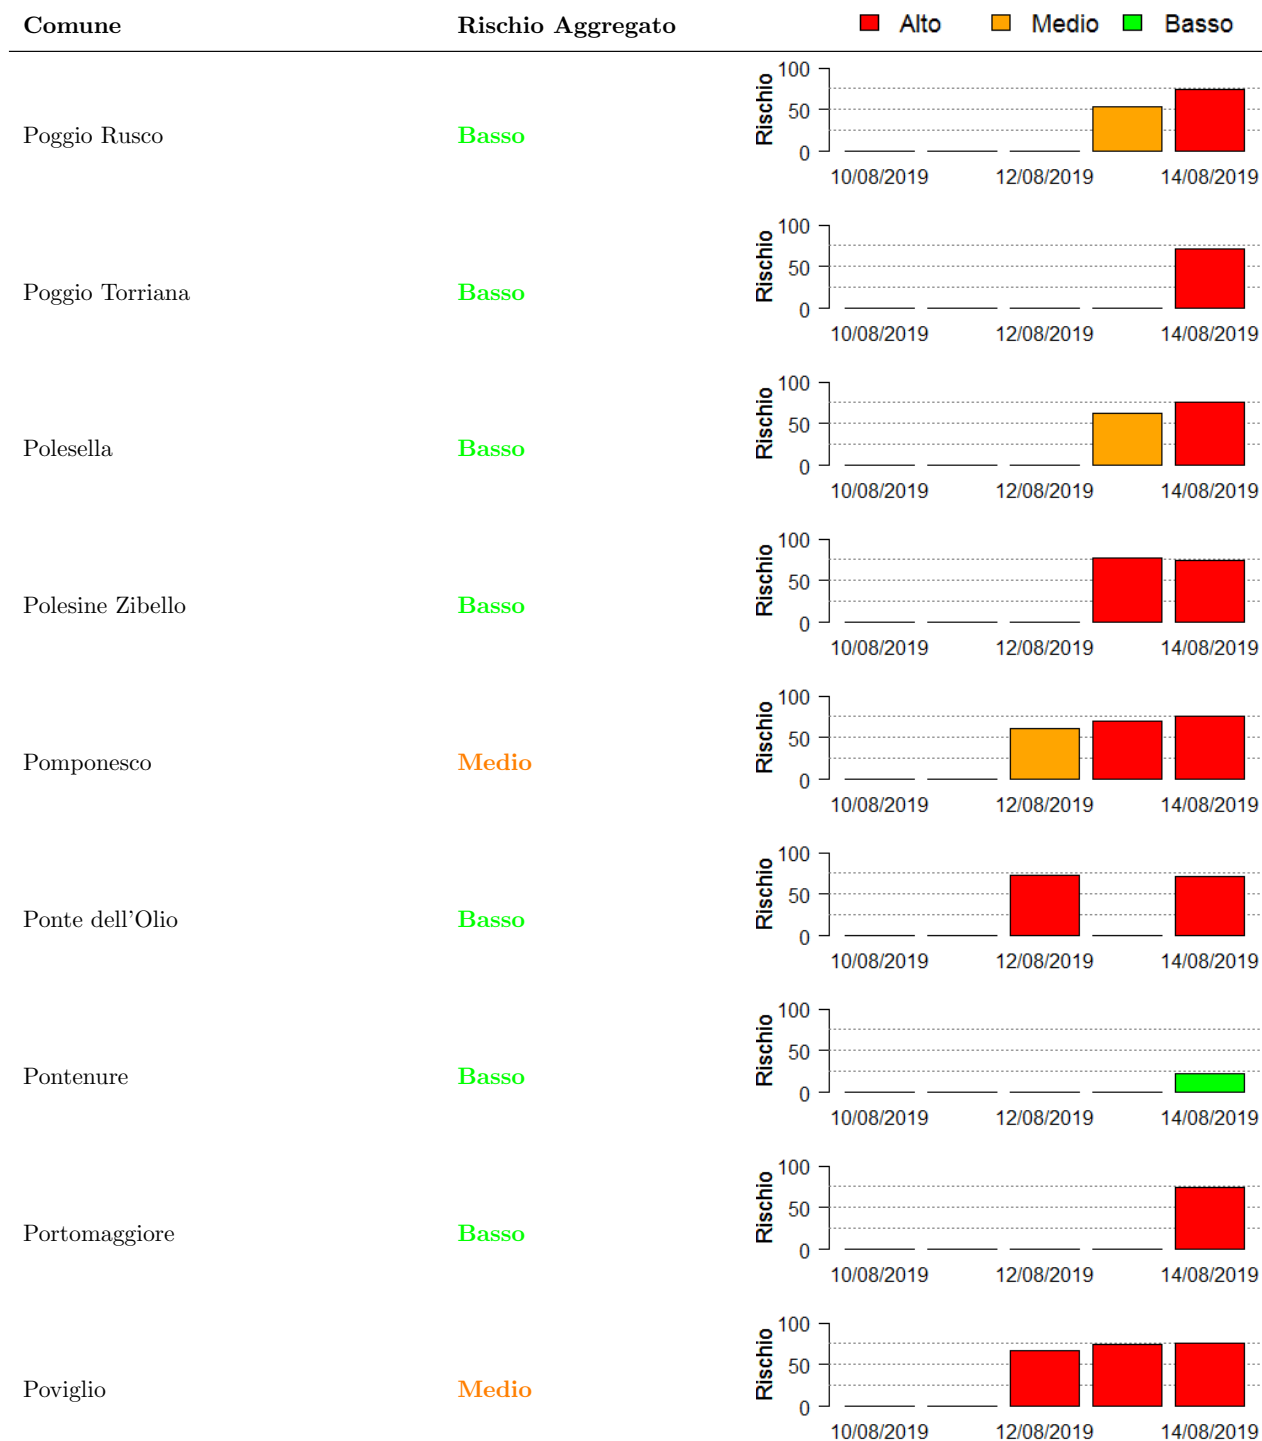 Comune Rischio Aggregato Alto Medio Basso
Poggio Rusco Basso Rischio 100 50 0
10/08/2019 12/08/2019 14/08/2019
Poggio Torriana Basso Rischio 100 50 0
10/08/2019 12/08/2019 14/08/2019
Polesella Basso Rischio 100 50 0
10/08/2019 12/08/2019 14/08/2019
Polesine Zibello Basso Rischio 100 50 0
10/08/2019 12/08/2019 14/08/2019
Pomponesco Medio Rischio 100 50 0
10/08/2019 12/08/2019 14/08/2019
Ponte dell'Olio Basso Rischio 100 50 0
10/08/2019 12/08/2019 14/08/2019
Pontenure Basso Rischio 100 50 0
10/08/2019 12/08/2019 14/08/2019
Portomaggiore Basso Rischio 100 50 0
10/08/2019 12/08/2019 14/08/2019
Poviglio Medio Rischio 100 50 0
10/08/2019 12/08/2019 14/08/2019